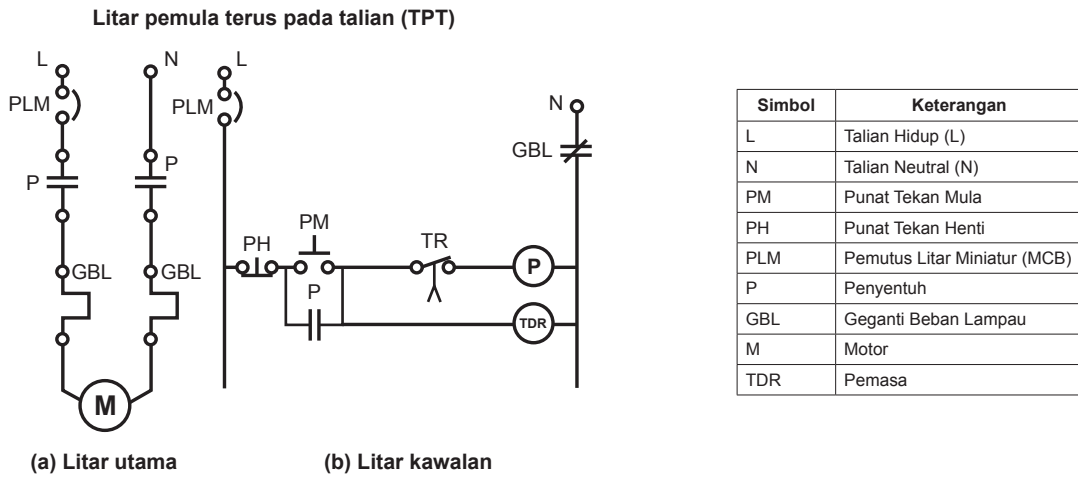 Litar pemula terus pada talian (TPT)
L
N
PLM
P
P
GBL
GBL
M
(a) Litar utama
L
PLM
N
GBL
PH
PM
TR
P
P
TDR
(b) Litar kawalan
Simbol Keterangan
L Talian Hidup (L)
N Talian Neutral (N)
PM Punat Tekan Mula
PH Punat Tekan Henti
PLM Pemutus Litar Miniatur (MCB)
P Penyentuh
GBL Geganti Beban Lampau
M Motor
TDR Pemasa